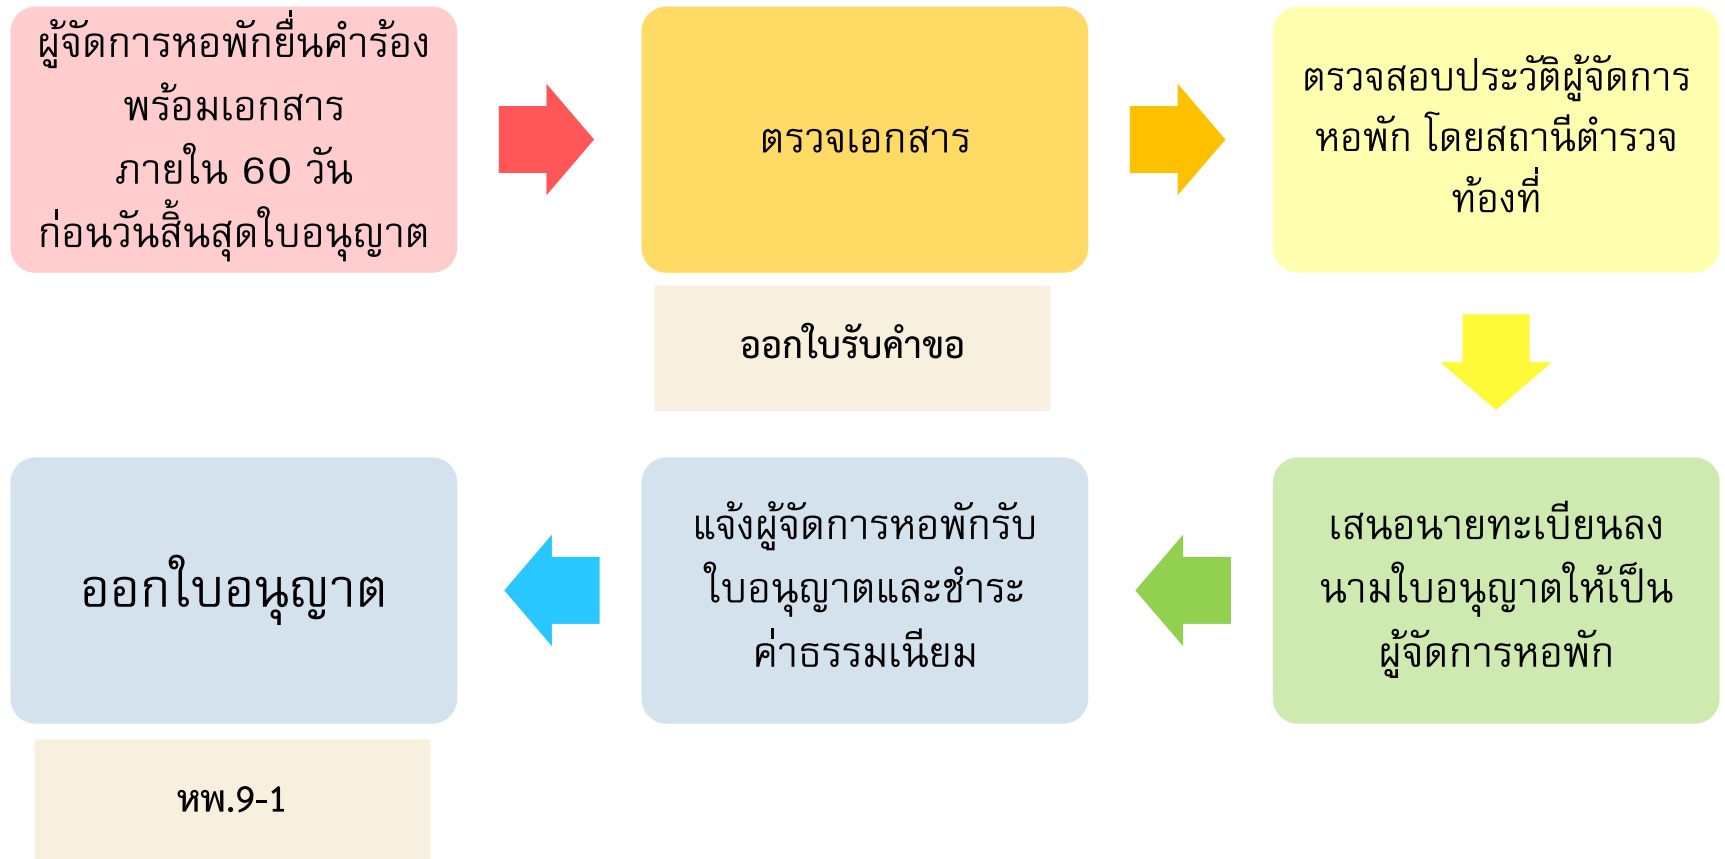 ผู้จัดการหอพักยื่นคำร้อง
พร้อมเอกสาร
ภายใน 60 วัน
ก่อนวันสิ้นสุดใบอนุญาต
ตรวจเอกสาร
ออกใบรับคำขอ
ตรวจสอบประวัติผู้จัดการ
หอพัก โดยสถานีตำรวจ
ท้องที่
เสนอนายทะเบียนลง
นามใบอนุญาตให้เป็น
ผู้จัดการหอพัก
แจ้งผู้จัดการหอพักรับ
ใบอนุญาตและชำระ
ค่าธรรมเนียม
ออกใบอนุญาต
หพ.9-1